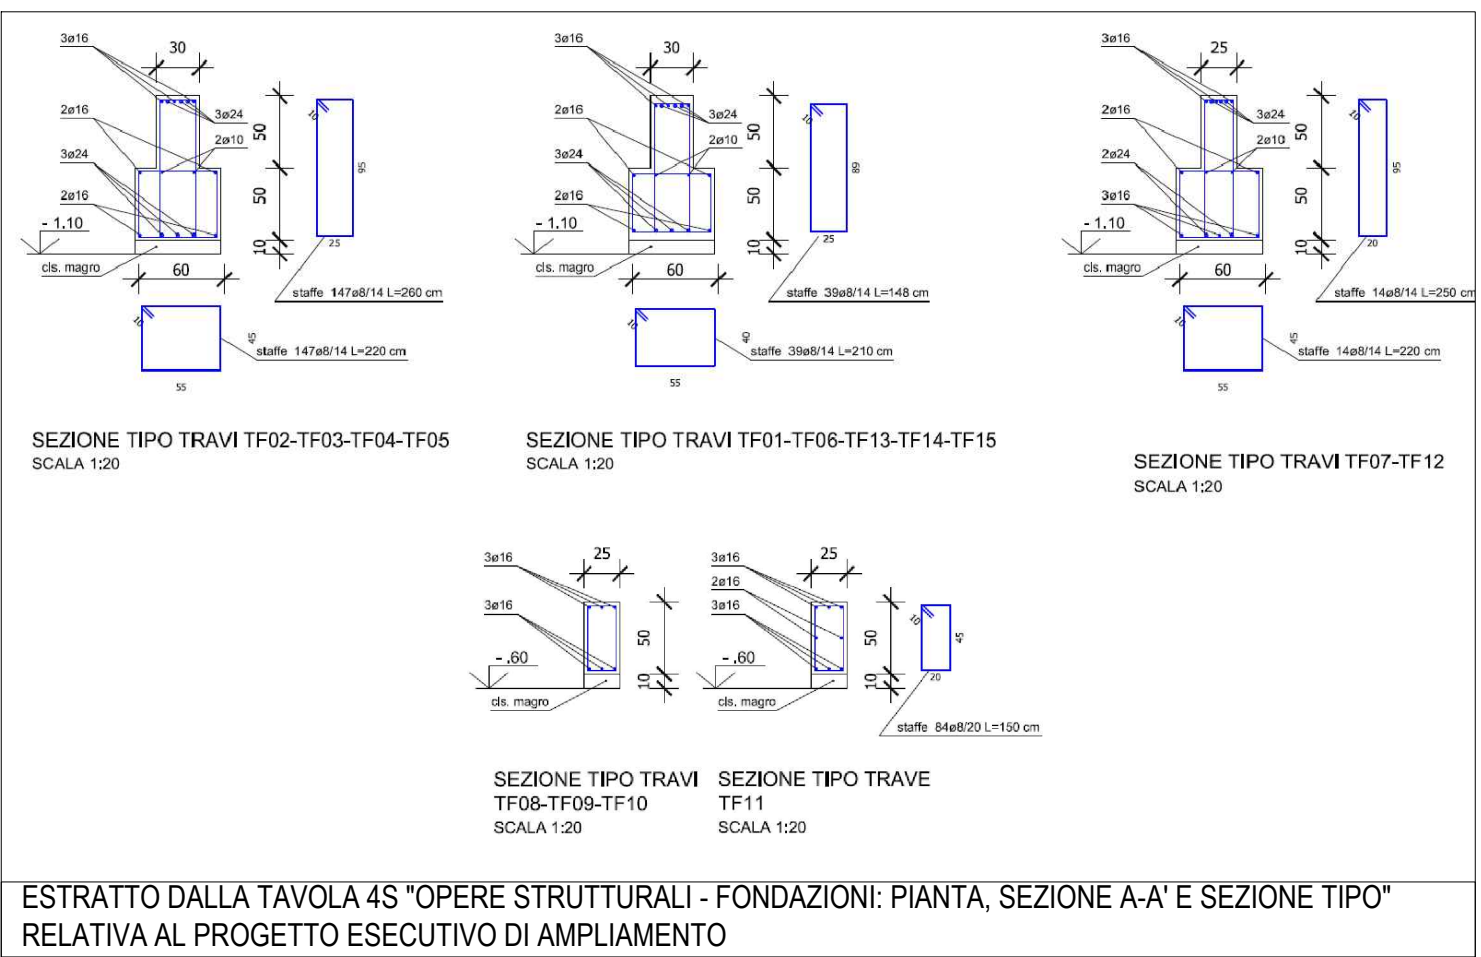 3ø16
30
2ø16
3ø24
3ø24
2ø10
2ø16
50
50
10
- 1.10
cls. magro
60
10
95
25
staffe 147ø8/14 L=260 cm
10
45
staffe 147ø8/14 L=220 cm
55
SEZIONE TIPO TRAVI TF02-TF03-TF04-TF05
SCALA 1:20
3ø16
30
2ø16
3ø24
3ø24
2ø10
2ø16
50
50
10
- 1.10
cls. magro
60
10
89
25
staffe 39ø8/14 L=148 cm
10
40
staffe 39ø8/14 L=210 cm
55
SEZIONE TIPO TRAVI TF01-TF06-TF13-TF14-TF15
SCALA 1:20
3ø16
25
2ø16
3ø24
2ø24
2ø10
3ø16
50
50
10
- 1.10
cls. magro
60
10
95
20
staffe 14ø8/14 L=250 cm
10
45
staffe 14ø8/14 L=220 cm
55
SEZIONE TIPO TRAVI TF07-TF12
SCALA 1:20
3ø16
25
3ø16
50
10
- .60
cls. magro
SEZIONE TIPO TRAVI
TF08-TF09-TF10
SCALA 1:20
3ø16
25
2ø16
3ø16
50
10
- .60
cls. magro
10
45
20
staffe 84ø8/20 L=150 cm
SEZIONE TIPO TRAVE
TF11
SCALA 1:20
ESTRATTO DALLA TAVOLA 4S "OPERE STRUTTURALI - FONDAZIONI: PIANTA, SEZIONE A-A' E SEZIONE TIPO"
RELATIVA AL PROGETTO ESECUTIVO DI AMPLIAMENTO